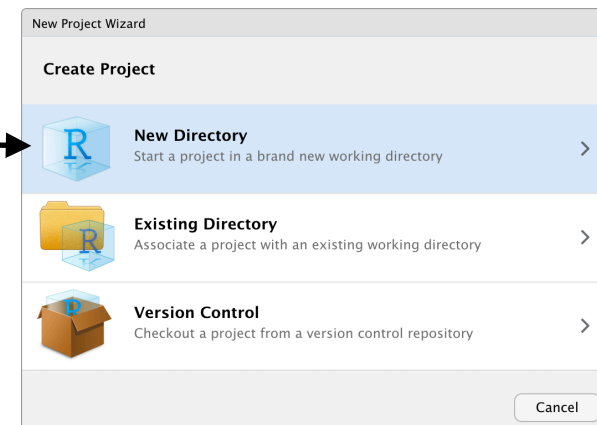 New Project Wizard
Create Project
New Directory
Start a project in a brand new working directory
Existing Directory
Associate a project with an existing working directory
Version Control
Checkout a project from a version control repository
Cancel